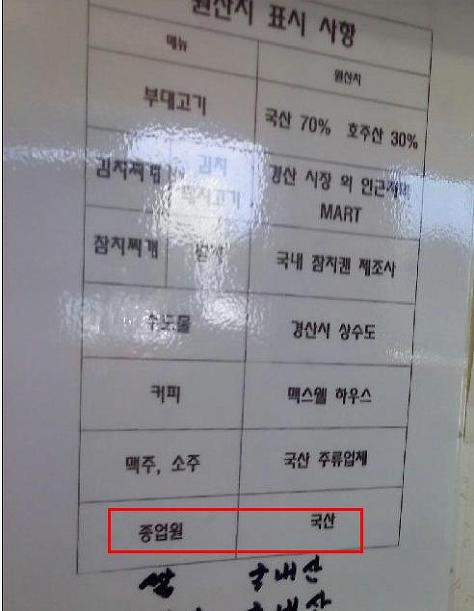 원산지 표시 사항
메뉴 원산지
부대고기 국산 70% 호주산 30%
김치찌개 김치 경산 시장 외 인근지역
돼지고기 MART
참치찌개 참치 국내 참치캔 제조사
수도물 경산시 상수도
커피 맥스웰 하우스
맥주, 소주 국산 주류업체
종업원 국산
쌀 국내산
국내산